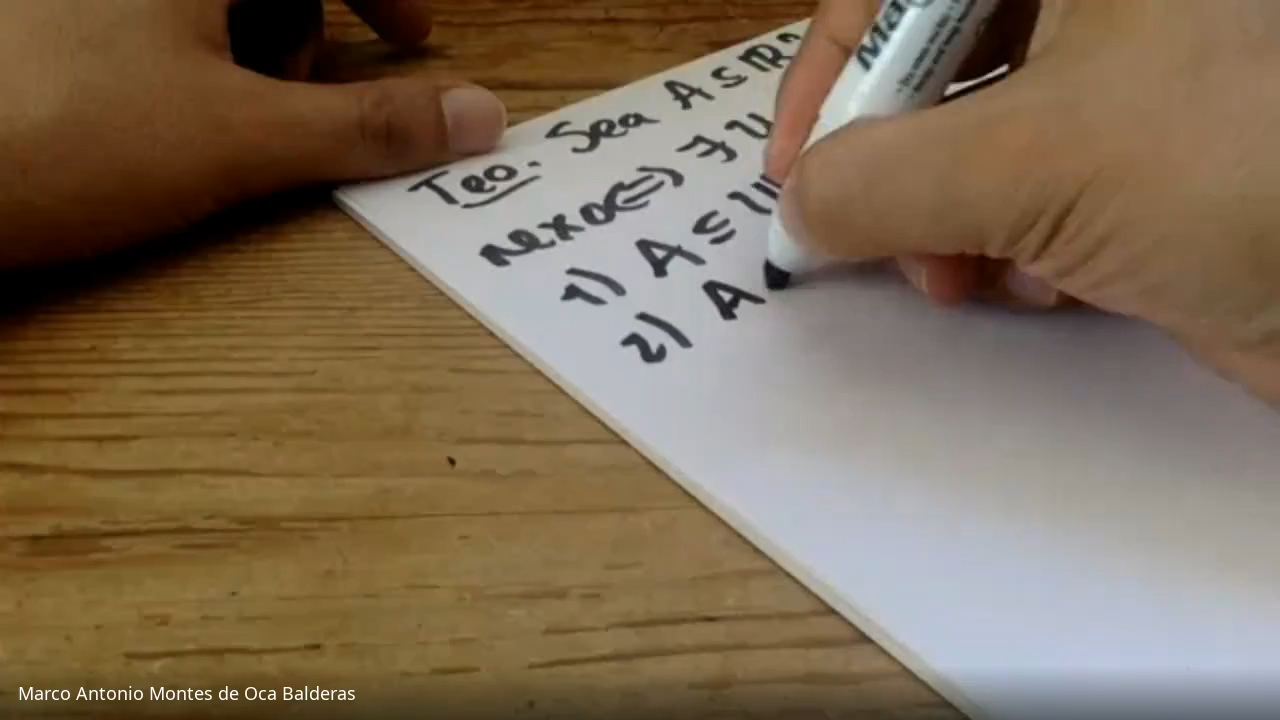 Teo. Sea A ⊆ ℝ
nexo (⇐) ∃ U
1) A ⊆ U
2) A
Marco Antonio Montes de Oca Balderas